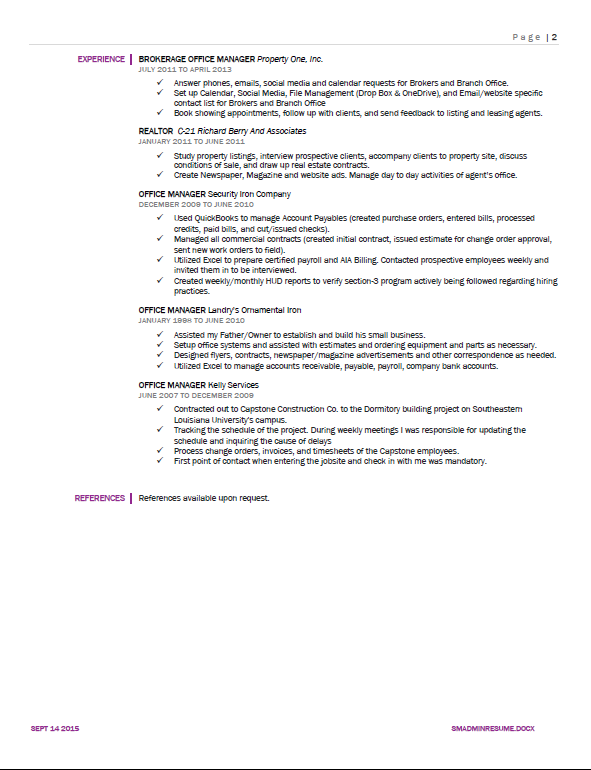 Page | 2
EXPERIENCE
BROKERAGE OFFICE MANAGER Property One, Inc.
JULY 2011 TO APRIL 2013
✓ Answer phones, emails, social media and calendar requests for Brokers and Branch Office.
✓ Set up Calendar, Social Media, File Management (Drop Box & OneDrive), and Email/website specific
contact list for Brokers and Branch Office
✓ Book showing appointments, follow up with clients, and send feedback to listing and leasing agents.
REALTOR C-21 Richard Berry And Associates
JANUARY 2011 TO JUNE 2011
✓ Study property listings, interview prospective clients, accompany clients to property site, discuss
conditions of sale, and draw up real estate contracts.
✓ Create Newspaper, Magazine and website ads. Manage day to day activities of agent's office.
OFFICE MANAGER Security Iron Company
DECEMBER 2009 TO JUNE 2010
✓ Used QuickBooks to manage Account Payables (created purchase orders, entered bills, processed
credits, paid bills, and cut/issued checks).
✓ Managed all commercial contracts (created initial contract, issued estimate for change order approval,
sent new work orders to field).
✓ Utilized Excel to prepare certified payroll and AIA Billing. Contacted prospective employees weekly and
invited them in to be interviewed.
✓ Created weekly/monthly HUD reports to verify section-3 program actively being followed regarding hiring
practices.
OFFICE MANAGER Landry's Ornamental Iron
JANUARY 1998 TO JUNE 2010
✓ Assisted my Father/Owner to establish and build his small business.
✓ Setup office systems and assisted with estimates and ordering equipment and parts as necessary.
✓ Designed flyers, contracts, newspaper/magazine advertisements and other correspondence as needed.
✓ Utilized Excel to manage accounts receivable, payable, payroll, company bank accounts.
OFFICE MANAGER Kelly Services
JUNE 2007 TO DECEMBER 2009
✓ Contracted out to Capstone Construction Co. to the Dormitory building project on Southeastern
Louisiana University's campus.
✓ Tracking the schedule of the project. During weekly meetings I was responsible for updating the
schedule and inquiring the cause of delays
✓ Process change orders, invoices, and timesheets of the Capstone employees.
✓ First point of contact when entering the jobsite and check in with me was mandatory.
REFERENCES
References available upon request.
SEPT 14 2015
SMADMINRESUME.DOCX